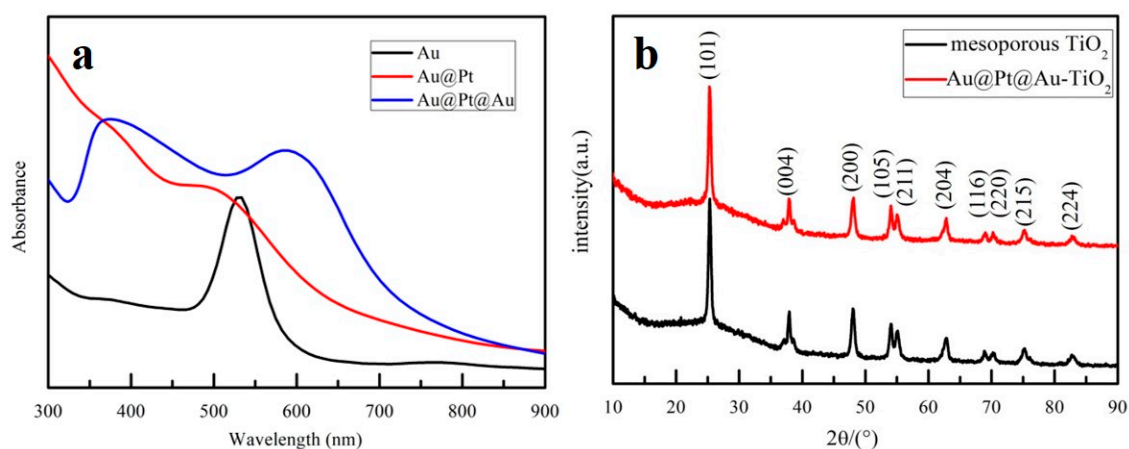 a
Au
Au@Pt
Au@Pt@Au
Absorbance
300 400 500 600 700 800 900
Wavelength (nm)
b
mesoporous TiO₂
Au@Pt@Au-TiO₂
(101)
(004)
(200)
(105)
(211)
(204)
(116)
(220)
(215)
(224)
intensity(a.u.)
10 20 30 40 50 60 70 80 90
2θ/(°)